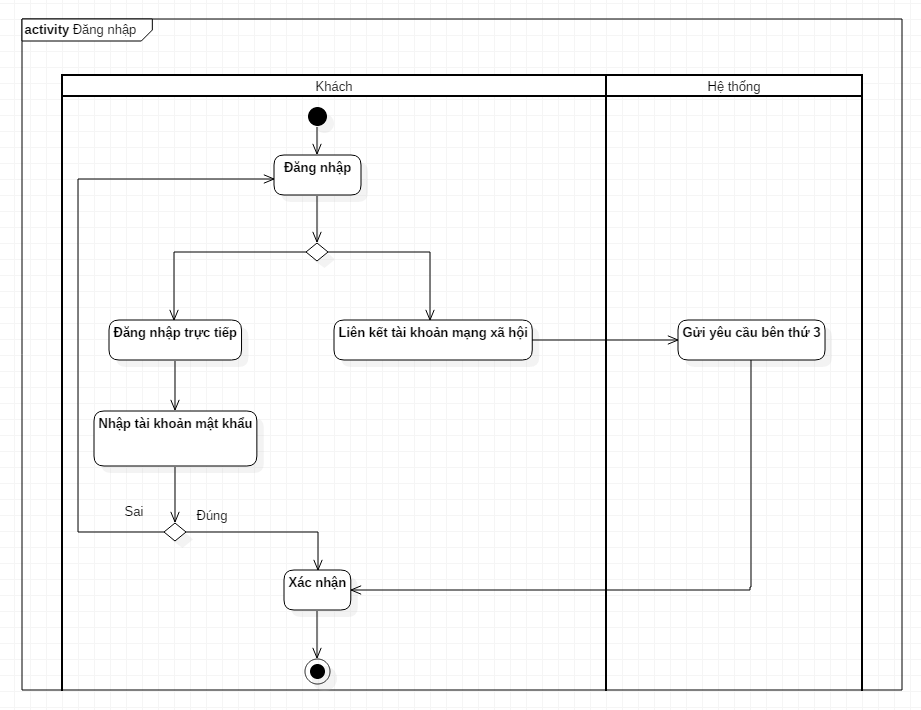 activity Đăng nhập
Khách
Hệ thống
Đăng nhập
Đăng nhập trực tiếp
Liên kết tài khoản mạng xã hội
Gửi yêu cầu bên thứ 3
Nhập tài khoản mật khẩu
Sai
Đúng
Xác nhận